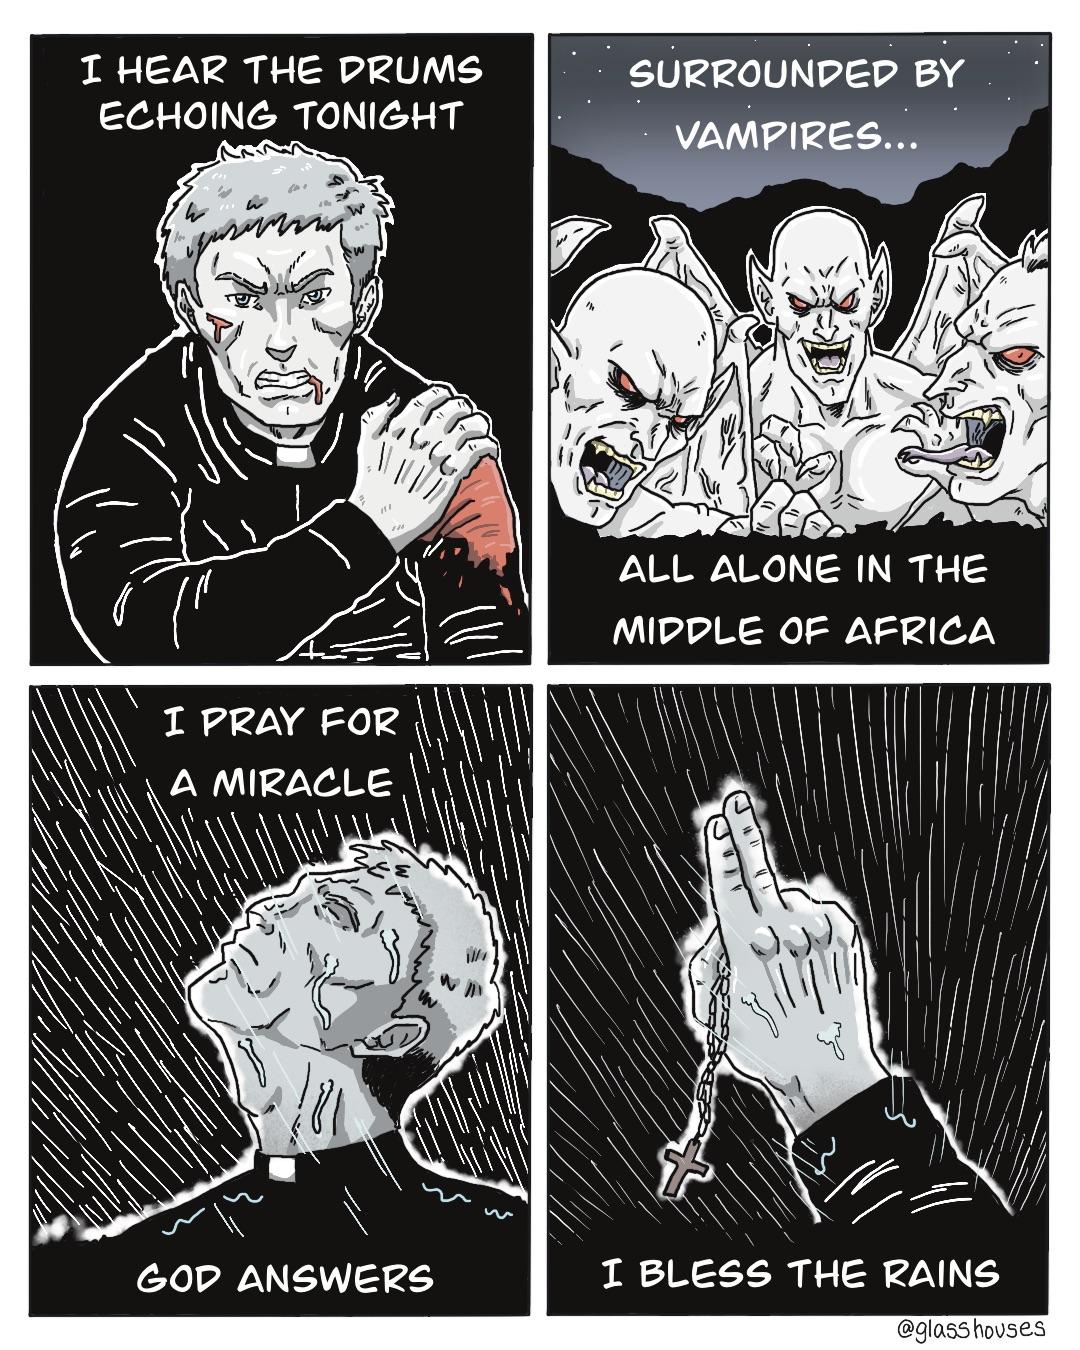 I HEAR THE DRUMS
ECHOING TONIGHT
SURROUNDED BY
VAMPIRES...
ALL ALONE IN THE
MIDDLE OF AFRICA
I PRAY FOR
A MIRACLE
GOD ANSWERS
I BLESS THE RAINS
@glasshouses